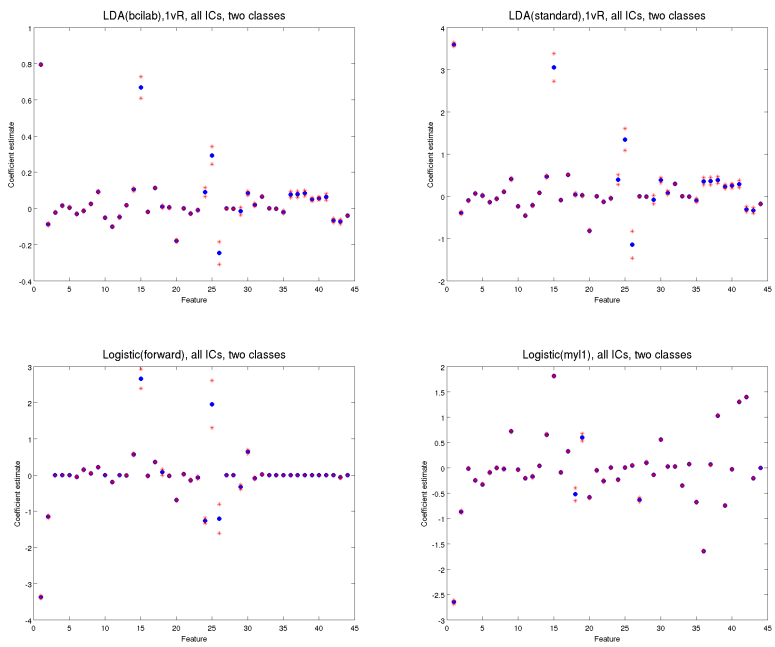 LDA(bcilab),1vR, all ICs, two classes
1
0.8
0.6
0.4
0.2
0
-0.2
-0.4
Coefficient estimate
0 5 10 15 20 25 30 35 40 45
Feature
LDA(standard),1vR, all ICs, two classes
4
3
2
1
0
-1
-2
Coefficient estimate
0 5 10 15 20 25 30 35 40 45
Feature
Logistic(forward), all ICs, two classes
3
2
1
0
-1
-2
-3
-4
Coefficient estimate
0 5 10 15 20 25 30 35 40 45
Feature
Logistic(myl1), all ICs, two classes
2
1.5
1
0.5
0
-0.5
-1
-1.5
-2
-2.5
-3
Coefficient estimate
0 5 10 15 20 25 30 35 40 45
Feature